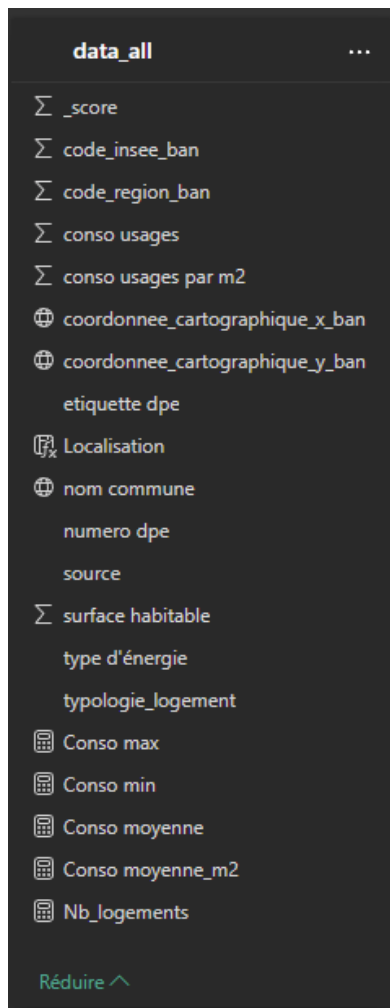 data_all
_score
code_insee_ban
code_region_ban
conso usages
conso usages par m2
coordonnee_cartographique_x_ban
coordonnee_cartographique_y_ban
etiquette dpe
Localisation
nom commune
numero dpe
source
surface habitable
type d'énergie
typologie_logement
Conso max
Conso min
Conso moyenne
Conso moyenne_m2
Nb_logements
Réduire